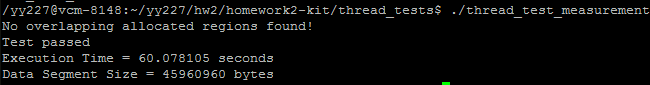 /yy227@vcm-8148:~/yy227/hw2/homework2-kit/thread_tests$ ./thread_test_measurement
No overlapping allocated regions found!
Test passed
Execution Time = 60.078105 seconds
Data Segment Size = 45960960 bytes